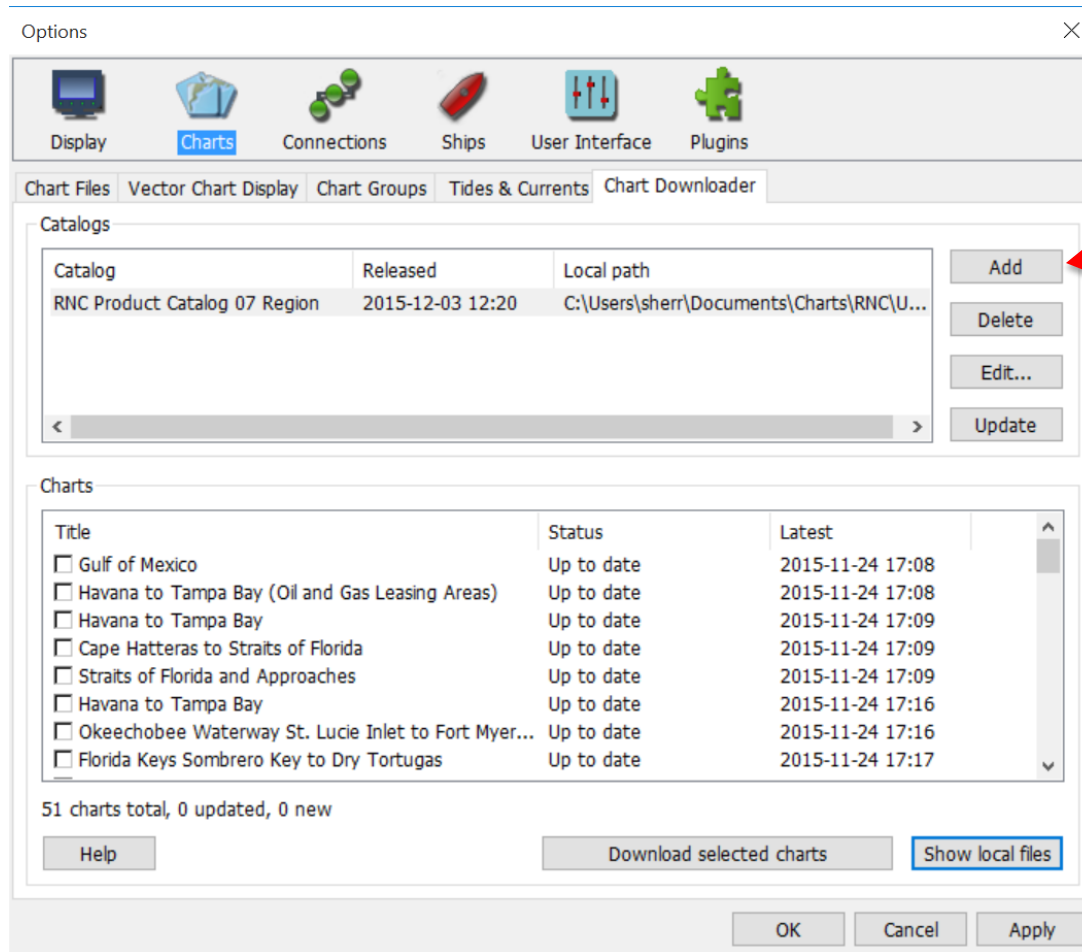 Options
Display Charts Connections Ships User Interface Plugins
Chart Files Vector Chart Display Chart Groups Tides & Currents Chart Downloader
Catalogs
Catalog Released Local path
RNC Product Catalog 07 Region 2015-12-03 12:20 C:\Users\sherr\Documents\Charts\RNC\U...
Add
Delete
Edit...
Update
Charts
Title Status Latest
Gulf of Mexico Up to date 2015-11-24 17:08
Havana to Tampa Bay (Oil and Gas Leasing Areas) Up to date 2015-11-24 17:08
Havana to Tampa Bay Up to date 2015-11-24 17:09
Cape Hatteras to Straits of Florida Up to date 2015-11-24 17:09
Straits of Florida and Approaches Up to date 2015-11-24 17:09
Havana to Tampa Bay Up to date 2015-11-24 17:16
Okeechobee Waterway St. Lucie Inlet to Fort Myer... Up to date 2015-11-24 17:16
Florida Keys Sombrero Key to Dry Tortugas Up to date 2015-11-24 17:17
51 charts total, 0 updated, 0 new
Help Download selected charts Show local files
OK Cancel Apply